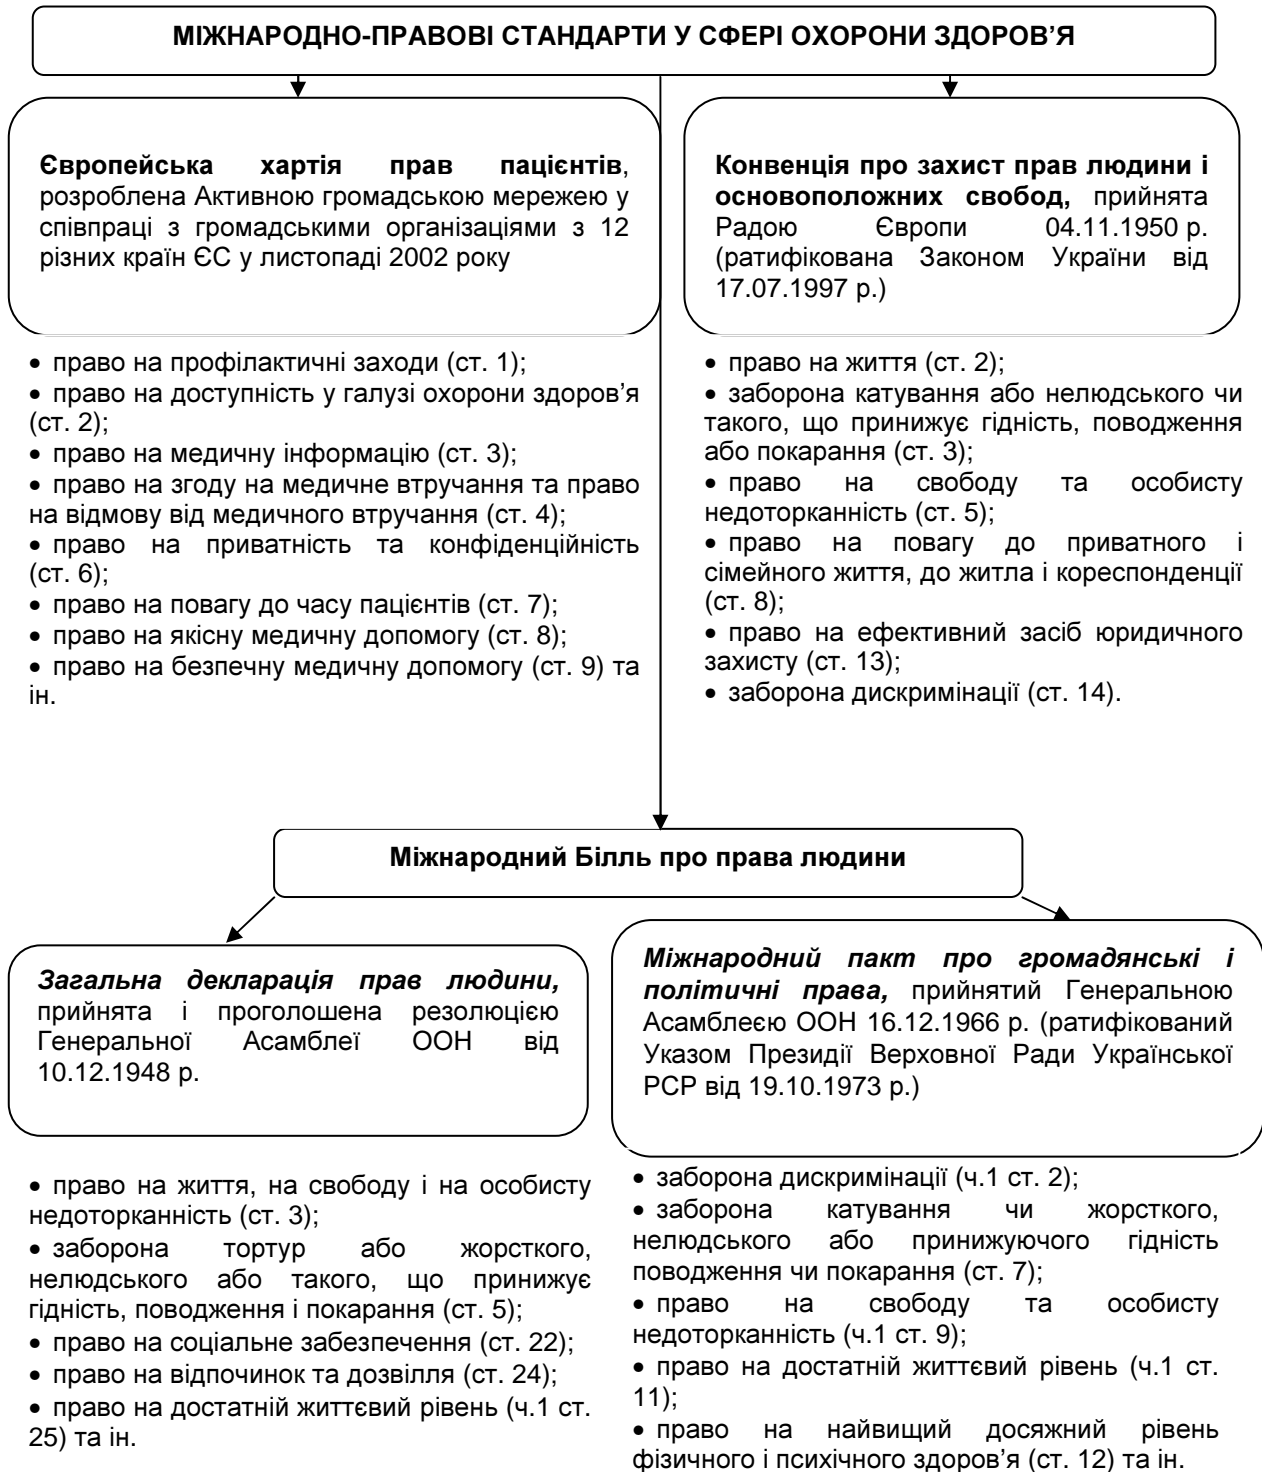 МІЖНАРОДНО-ПРАВОВІ СТАНДАРТИ У СФЕРІ ОХОРОНИ ЗДОРОВ’Я
Європейська хартія прав пацієнтів,
розроблена Активною громадською мережею у
співпраці з громадськими організаціями з 12
різних країн ЄС у листопаді 2002 року
• право на профілактичні заходи (ст. 1);
• право на доступність у галузі охорони здоров’я
(ст. 2);
• право на медичну інформацію (ст. 3);
• право на згоду на медичне втручання та право
на відмову від медичного втручання (ст. 4);
• право на приватність та конфіденційність
(ст. 6);
• право на повагу до часу пацієнтів (ст. 7);
• право на якісну медичну допомогу (ст. 8);
• право на безпечну медичну допомогу (ст. 9) та
ін.
Конвенція про захист прав людини і
основоположних свобод, прийнята
Радою Європи 04.11.1950 р.
(ратифікована Законом України від
17.07.1997 р.)
• право на життя (ст. 2);
• заборона катування або нелюдського чи
такого, що принижує гідність, поводження
або покарання (ст. 3);
• право на свободу та особисту
недоторканність (ст. 5);
• право на повагу до приватного і
сімейного життя, до житла і кореспонденції
(ст. 8);
• право на ефективний засіб юридичного
захисту (ст. 13);
• заборона дискримінації (ст. 14).
Міжнародний Білль про права людини
Загальна декларація прав людини,
прийнята і проголошена резолюцією
Генеральної Асамблеї ООН від
10.12.1948 р.
• право на життя, на свободу і на особисту
недоторканність (ст. 3);
• заборона тортур або жорсткого,
нелюдського або такого, що принижує
гідність, поводження і покарання (ст. 5);
• право на соціальне забезпечення (ст. 22);
• право на відпочинок та дозвілля (ст. 24);
• право на достатній життєвий рівень (ч.1 ст.
25) та ін.
Міжнародний пакт про громадянські і
політичні права, прийнятий Генеральною
Асамблеєю ООН 16.12.1966 р. (ратифікований
Указом Президії Верховної Ради Української
РСР від 19.10.1973 р.)
• заборона дискримінації (ч.1 ст. 2);
• заборона катування чи жорсткого,
нелюдського або принижуючого гідність
поводження чи покарання (ст. 7);
• право на свободу та особисту
недоторканність (ч.1 ст. 9);
• право на достатній життєвий рівень (ч.1 ст.
11);
• право на найвищий досяжний рівень
фізичного і психічного здоров’я (ст. 12) та ін.